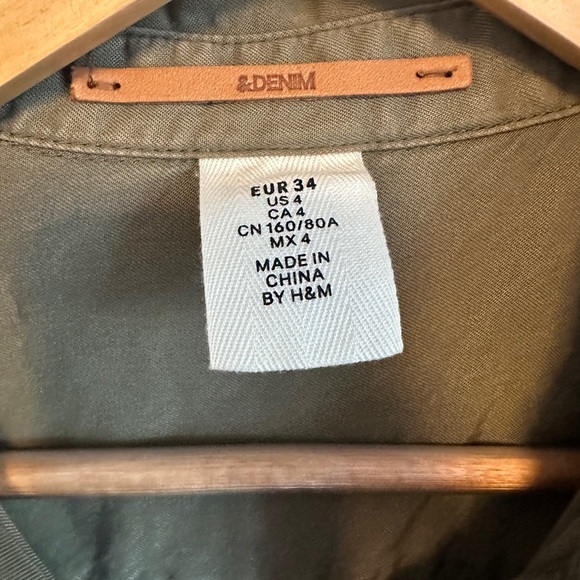 &DENIM
EUR 34
US 4
CA 4
CN 160/80A
MX 4
MADE IN
CHINA
BY H&M